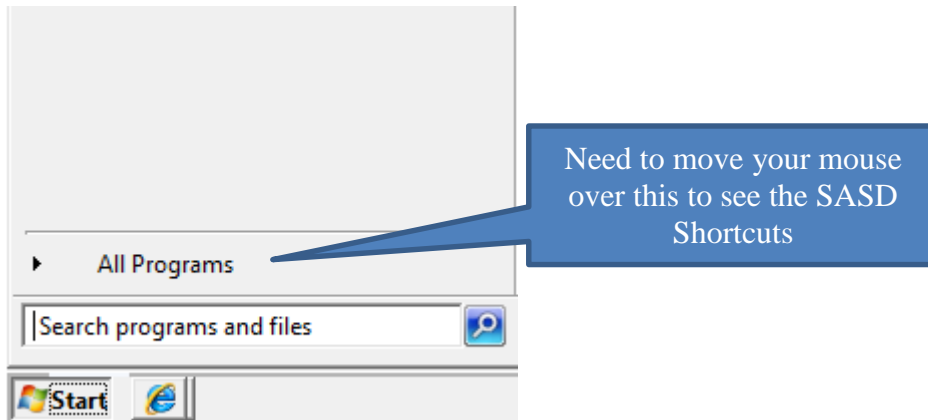 Need to move your mouse
over this to see the SASD
Shortcuts
All Programs
Search programs and files
Start